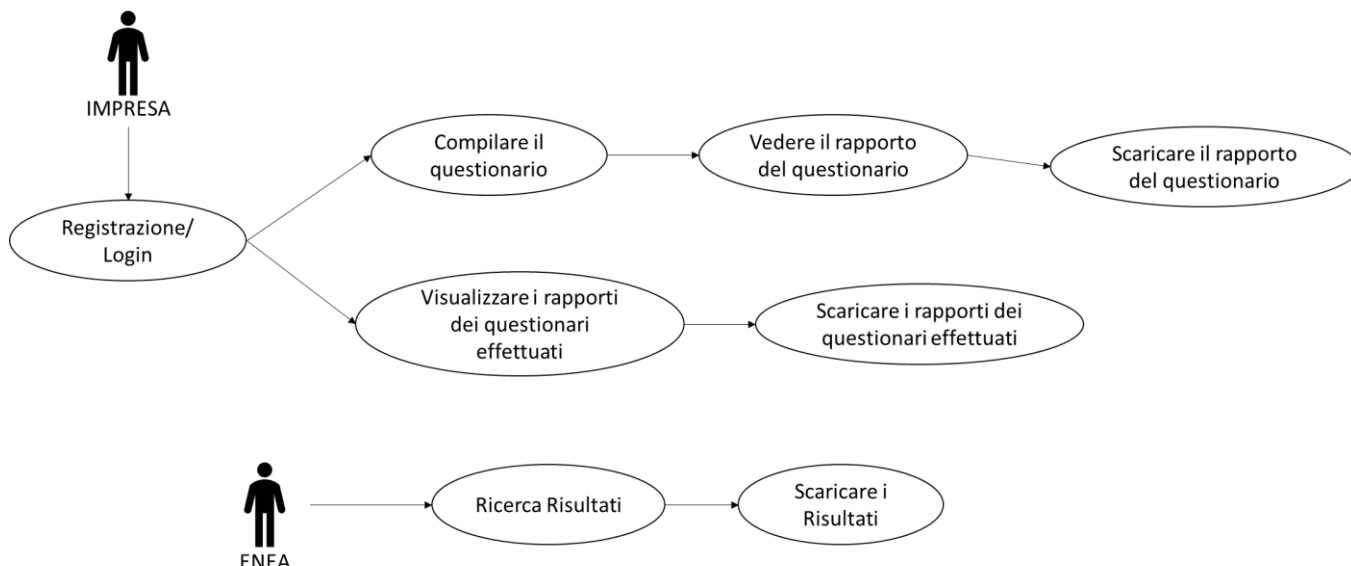 IMPRESA
Registrazione/
Login
Compilare il
questionario
Vedere il rapporto
del questionario
Scaricare il rapporto
del questionario
Visualizzare i rapporti
dei questionari
effettuati
Scaricare i rapporti dei
questionari effettuati
ENEA
Ricerca Risultati
Scaricare i
Risultati